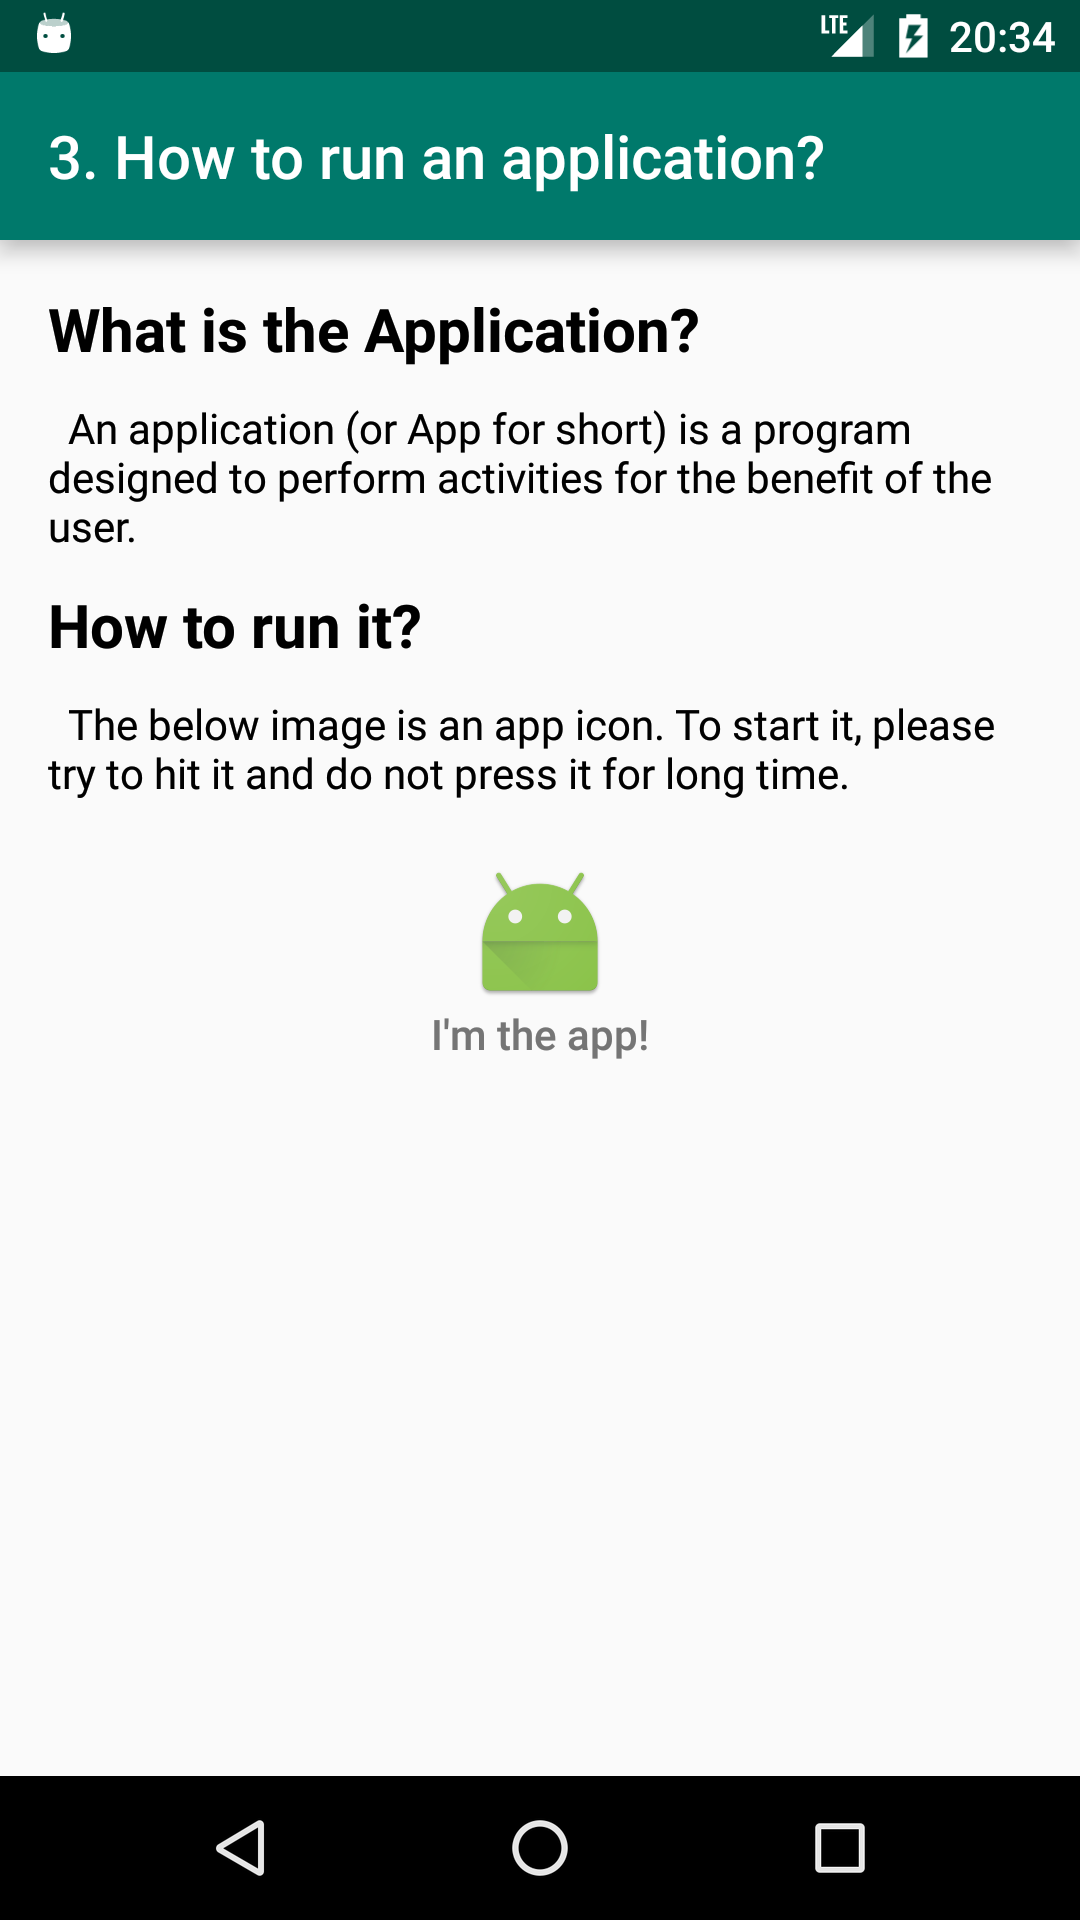 LTE 20:34
3. How to run an application?
What is the Application?
An application (or App for short) is a program
designed to perform activities for the benefit of the
user.
How to run it?
The below image is an app icon. To start it, please
try to hit it and do not press it for long time.
I'm the app!